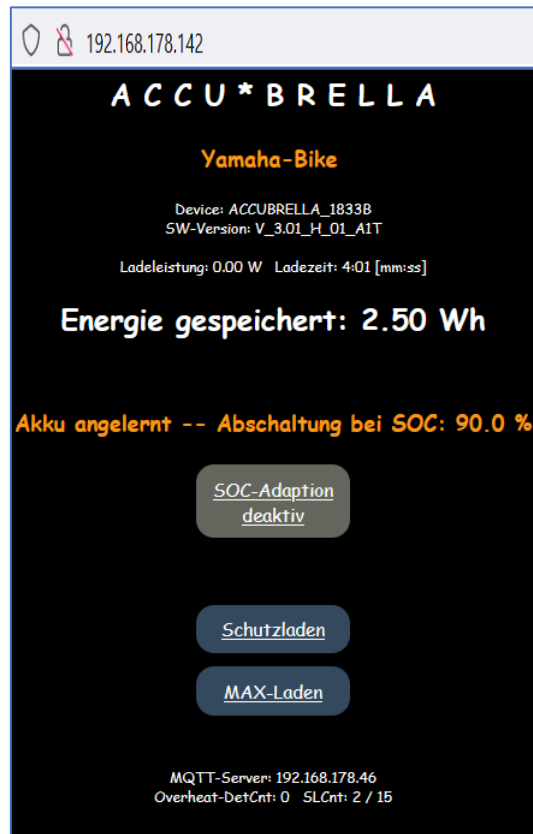 192.168.178.142
A C C U * B R E L L A
Yamaha-Bike
Device: ACCUBRELLA_1833B
SW-Version: V_3.01_H_01_A1T
Ladeleistung: 0.00 W Ladezeit: 4:01 [mm:ss]
Energie gespeichert: 2.50 Wh
Akku angelernt -- Abschaltung bei SOC: 90.0 %
SOC-Adaption
deaktiv
Schutzladen
MAX-Laden
MQTT-Server: 192.168.178.46
Overheat-DetCnt: 0 SLCnt: 2 / 15